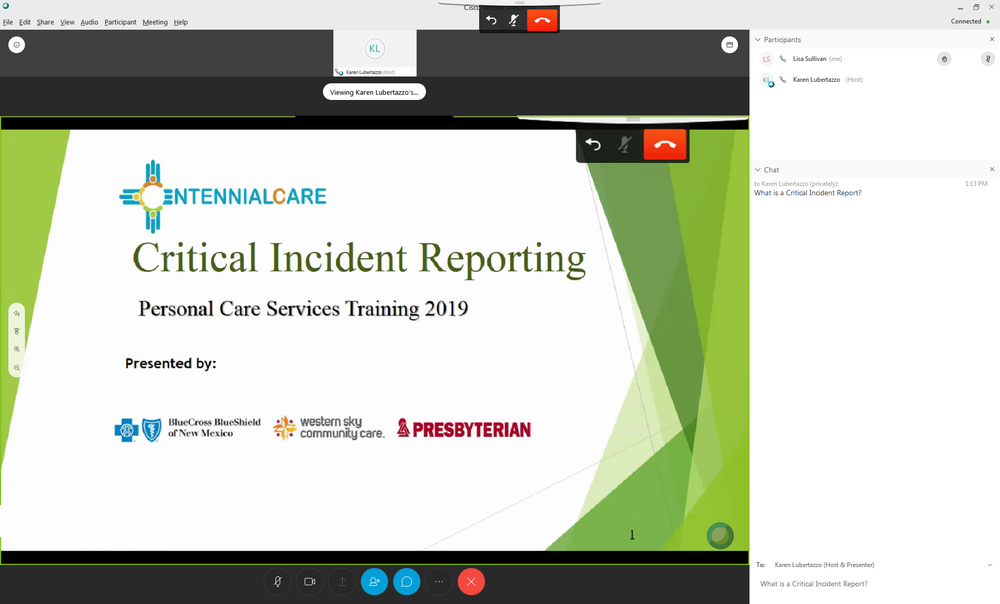 Cisco Webex Meetings
File Edit Share View Audio Participant Meeting Help
Connected
KL
Karen Lubertazzo (Host)
Viewing Karen Lubertazzo's...
ENTENNIALCARE
Critical Incident Reporting
Personal Care Services Training 2019
Presented by:
BlueCross BlueShield
of New Mexico
western sky
community care.
PRESBYTERIAN
1
Participants
LS Lisa Sullivan (me)
KL Karen Lubertazzo (Host)
Chat
to Karen Lubertazzo (privately): 1:13 PM
What is a Critical Incident Report?
To: Karen Lubertazzo (Host & Presenter)
What is a Critical Incident Report?